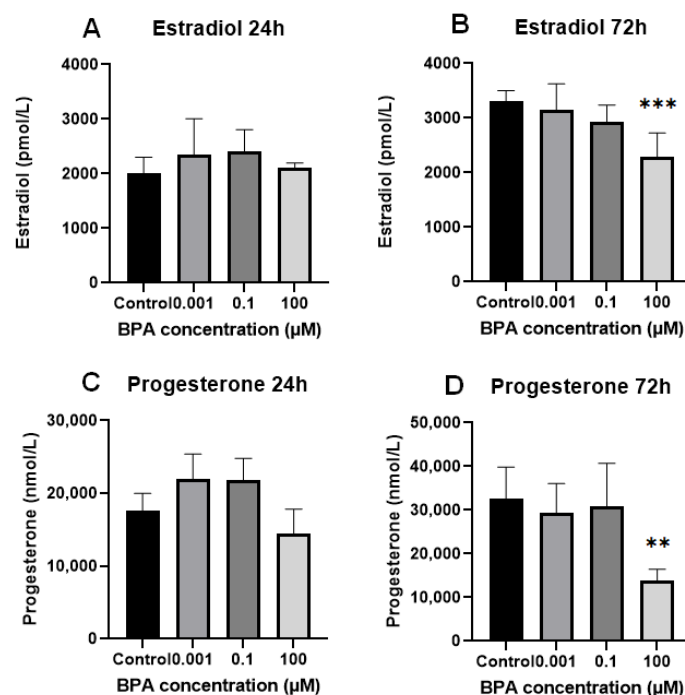 A Estradiol 24h
Estradiol (pmol/L)
4000
3000
2000
1000
0
Control 0.001 0.1 100
BPA concentration (µM)
B Estradiol 72h
Estradiol (pmol/L)
4000
3000
2000
1000
0
***
Control 0.001 0.1 100
BPA concentration (µM)
C Progesterone 24h
Progesterone (nmol/L)
30,000
20,000
10,000
0
Control 0.001 0.1 100
BPA concentration (µM)
D Progesterone 72h
Progesterone (nmol/L)
50,000
40,000
30,000
20,000
10,000
0
**
Control 0.001 0.1 100
BPA concentration (µM)